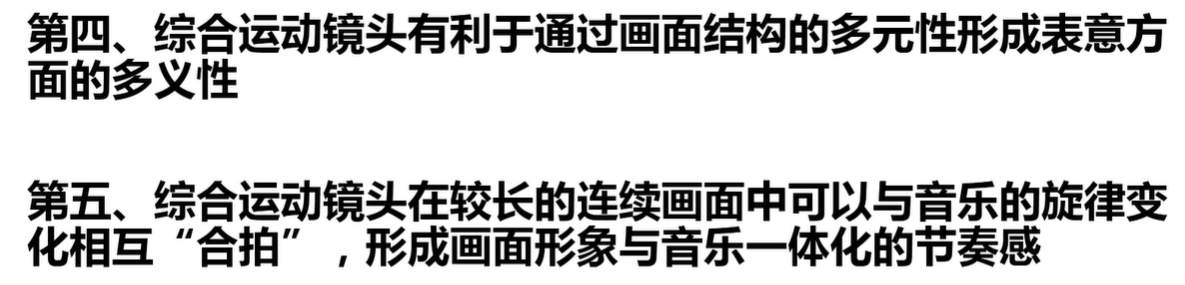 第四、综合运动镜头有利于通过画面结构的多元性形成表意方
面的多义性
第五、综合运动镜头在较长的连续画面中可以与音乐的旋律变
化相互“合拍”，形成画面形象与音乐一体化的节奏感